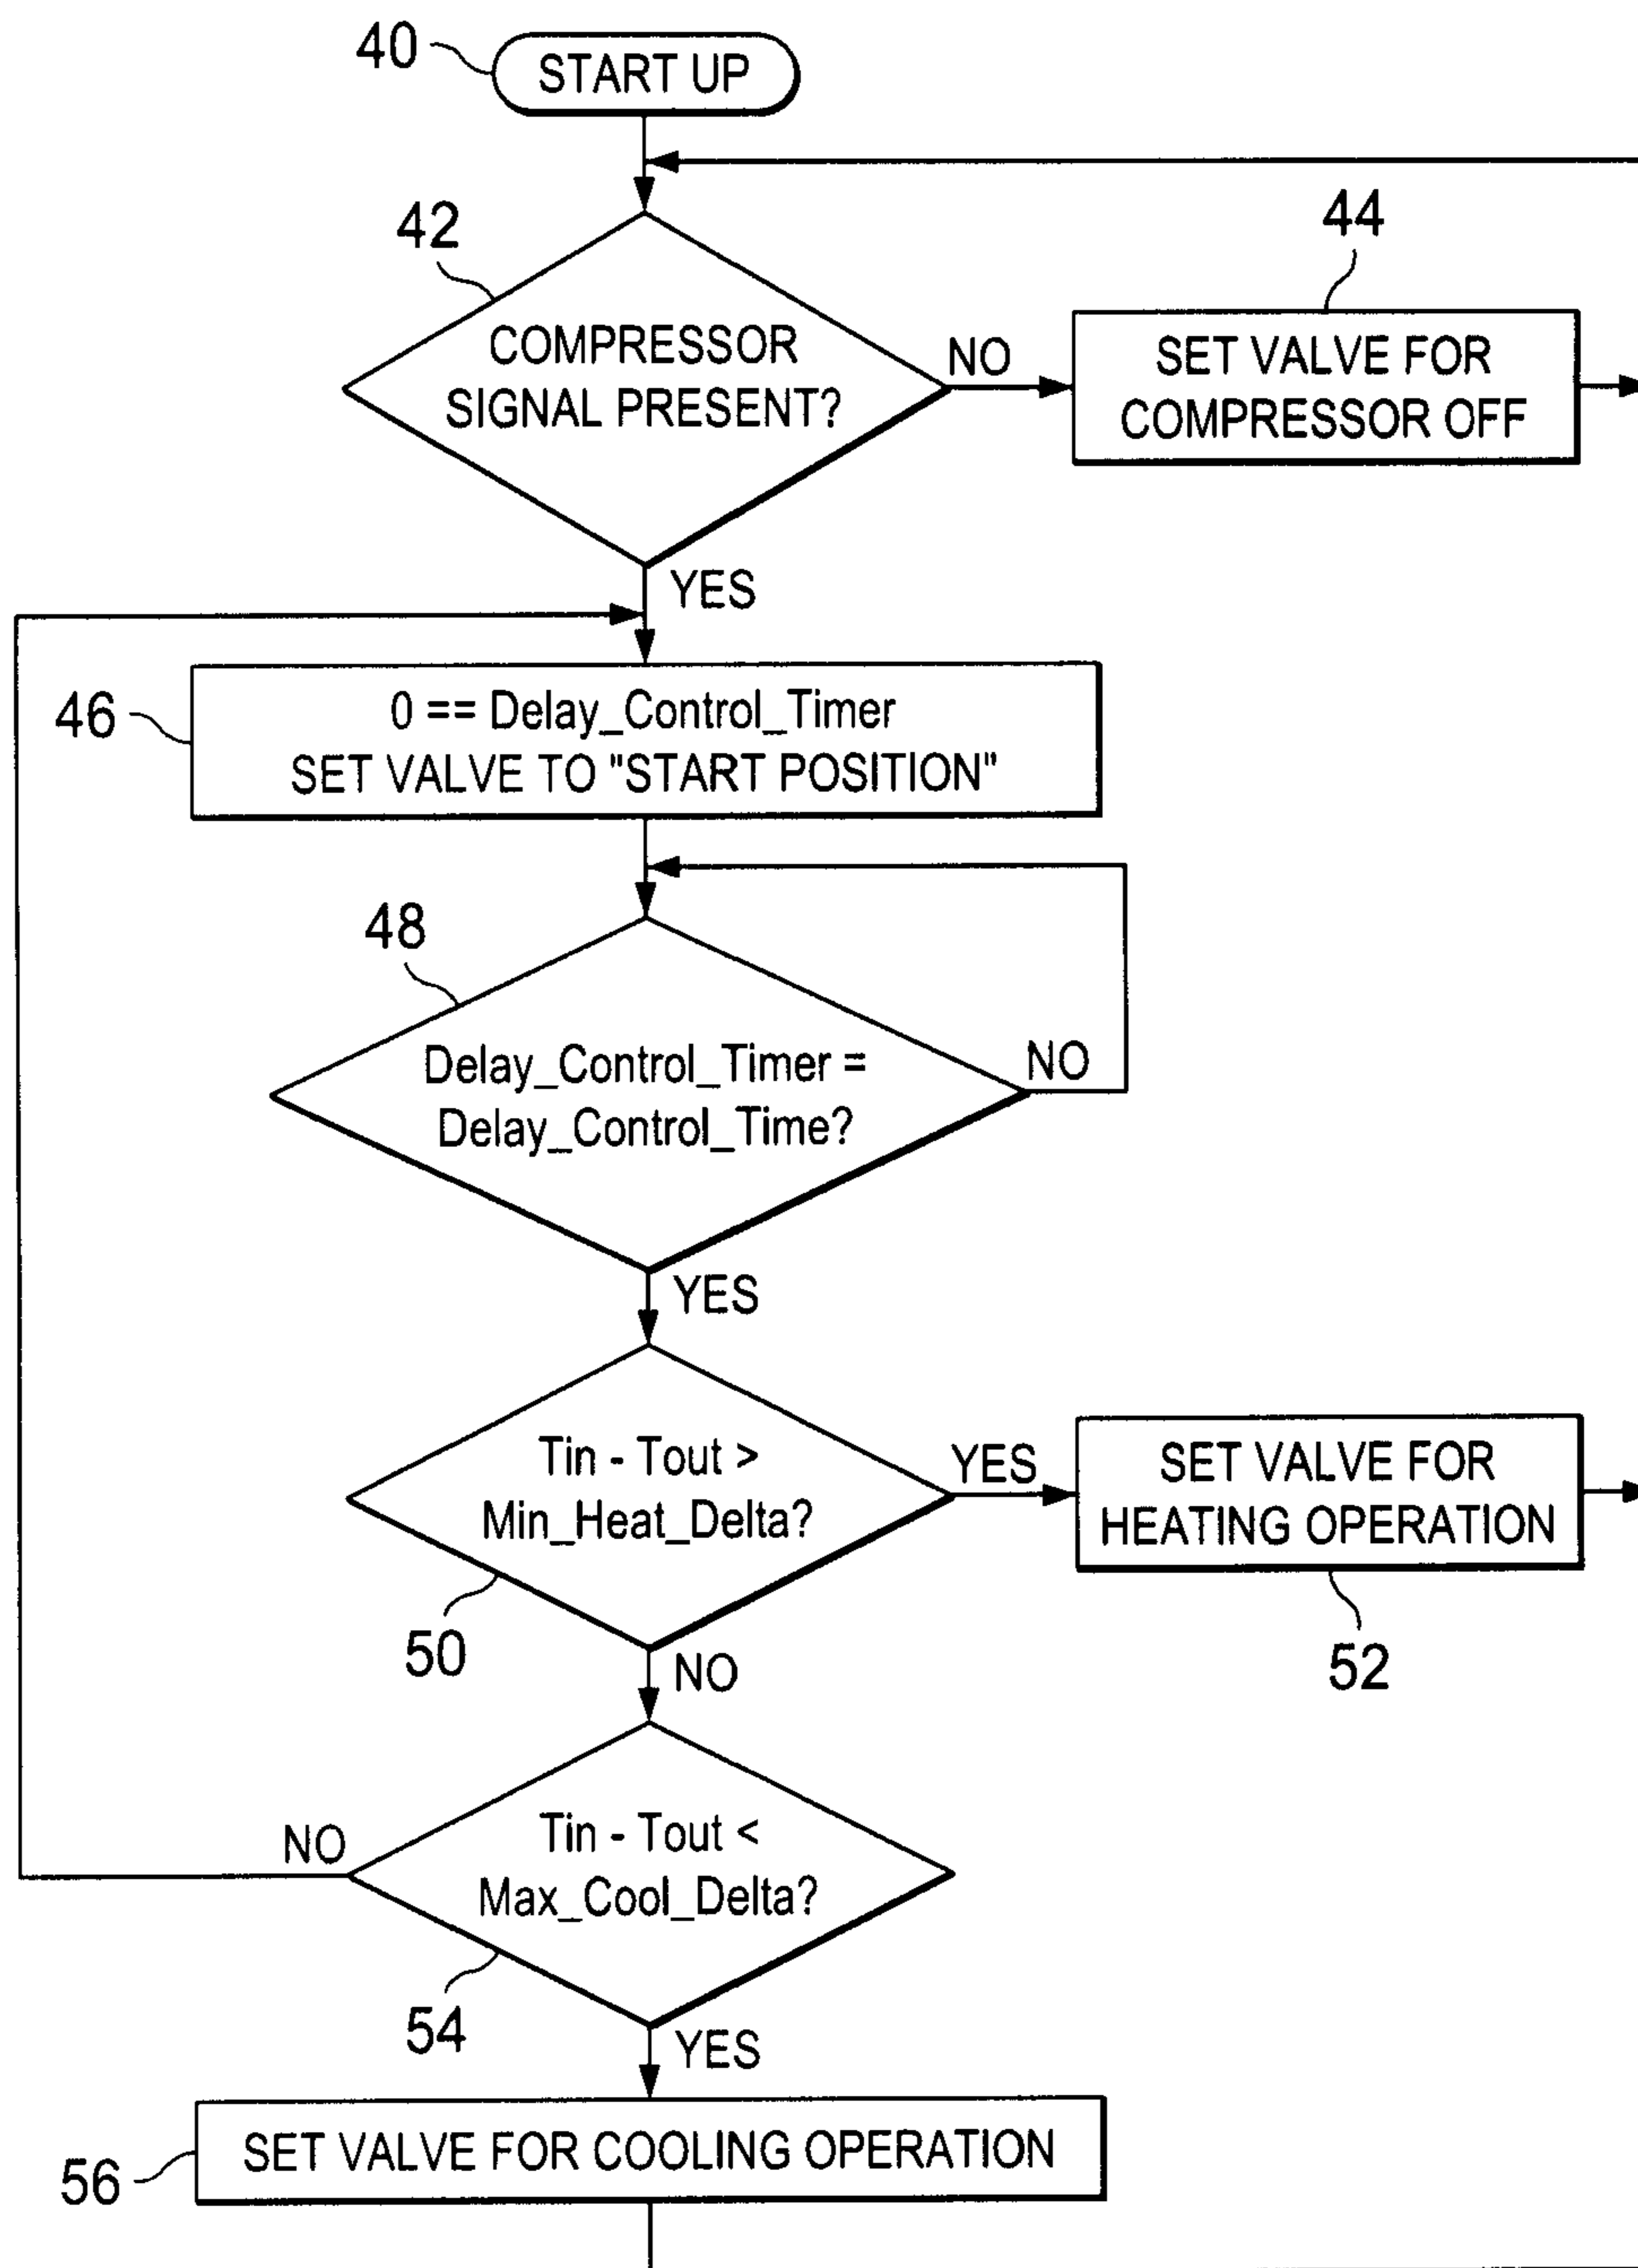 40
START UP
42
44
COMPRESSOR
SIGNAL PRESENT?
NO
SET VALVE FOR
COMPRESSOR OFF
YES
46
0 == Delay_Control_Timer
SET VALVE TO "START POSITION"
48
Delay_Control_Timer =
Delay_Control_Time?
NO
YES
Tin - Tout >
Min_Heat_Delta?
YES
SET VALVE FOR
HEATING OPERATION
50
52
NO
Tin - Tout <
Max_Cool_Delta?
NO
54
YES
56
SET VALVE FOR COOLING OPERATION